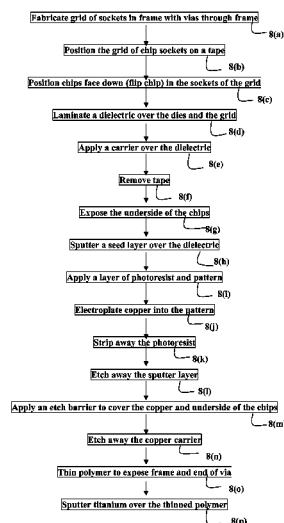 Fabricate grid of sockets in frame with vias through frame
8(a)
Position the grid of chip sockets on a tape
8(b)
Position chips face down (flip chip) in the sockets of the grid
8(c)
Laminate a dielectric over the dies and the grid
8(d)
Apply a carrier over the dielectric
8(e)
Remove tape
8(f)
Expose the underside of the chips
8(g)
Sputter a seed layer over the dielectric
8(h)
Apply a layer of photoresist and pattern
8(I)
Electroplate copper into the pattern
8(j)
Strip away the photoresist
8(k)
Etch away the sputter layer
8(l)
Apply an etch barrier to cover the copper and underside of the chips
8(m
Etch away the copper carrier
8(n)
Thin polymer to expose frame and end of via
8(o)
Sputter titanium over the thinned polymer
8(p)